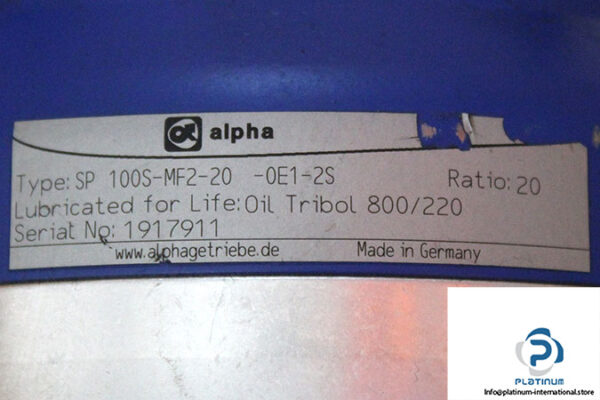 alpha
Type: SP 100S-MF2-20 -0E1-2S Ratio: 20
Lubricated for Life: Oil Tribol 800/220
Serial No: 1917911
www.alphagetriebe.de Made in Germany
PLATINUM
https://platinum-international.store